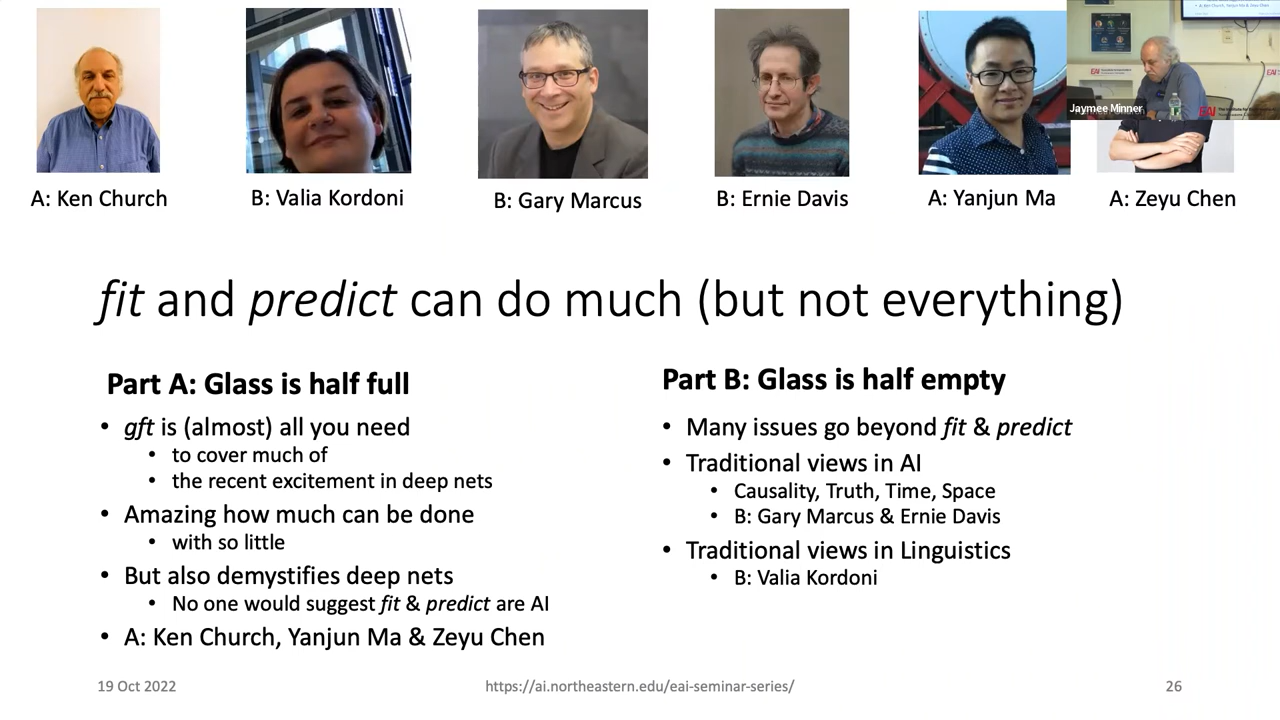 Jaymee Minner
EAI
A: Ken Church
B: Valia Kordoni
B: Gary Marcus
B: Ernie Davis
A: Yanjun Ma
A: Zeyu Chen
fit and predict can do much (but not everything)
Part A: Glass is half full
• gft is (almost) all you need
• to cover much of
• the recent excitement in deep nets
• Amazing how much can be done
• with so little
• But also demystifies deep nets
• No one would suggest fit & predict are AI
• A: Ken Church, Yanjun Ma & Zeyu Chen
Part B: Glass is half empty
• Many issues go beyond fit & predict
• Traditional views in AI
• Causality, Truth, Time, Space
• B: Gary Marcus & Ernie Davis
• Traditional views in Linguistics
• B: Valia Kordoni
19 Oct 2022
https://ai.northeastern.edu/eai-seminar-series/
26